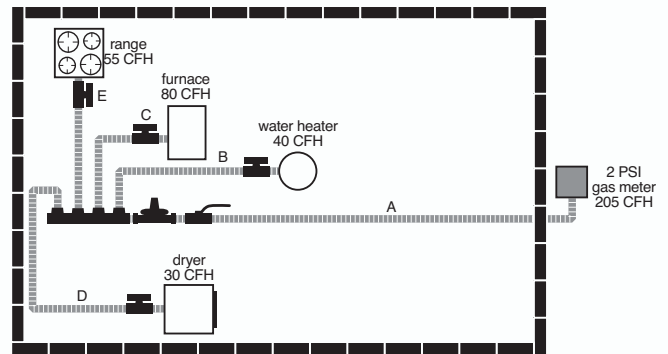 range
55 CFH
E
furnace
80 CFH
C
water heater
40 CFH
B
2 PSI
gas meter
205 CFH
A
dryer
30 CFH
D